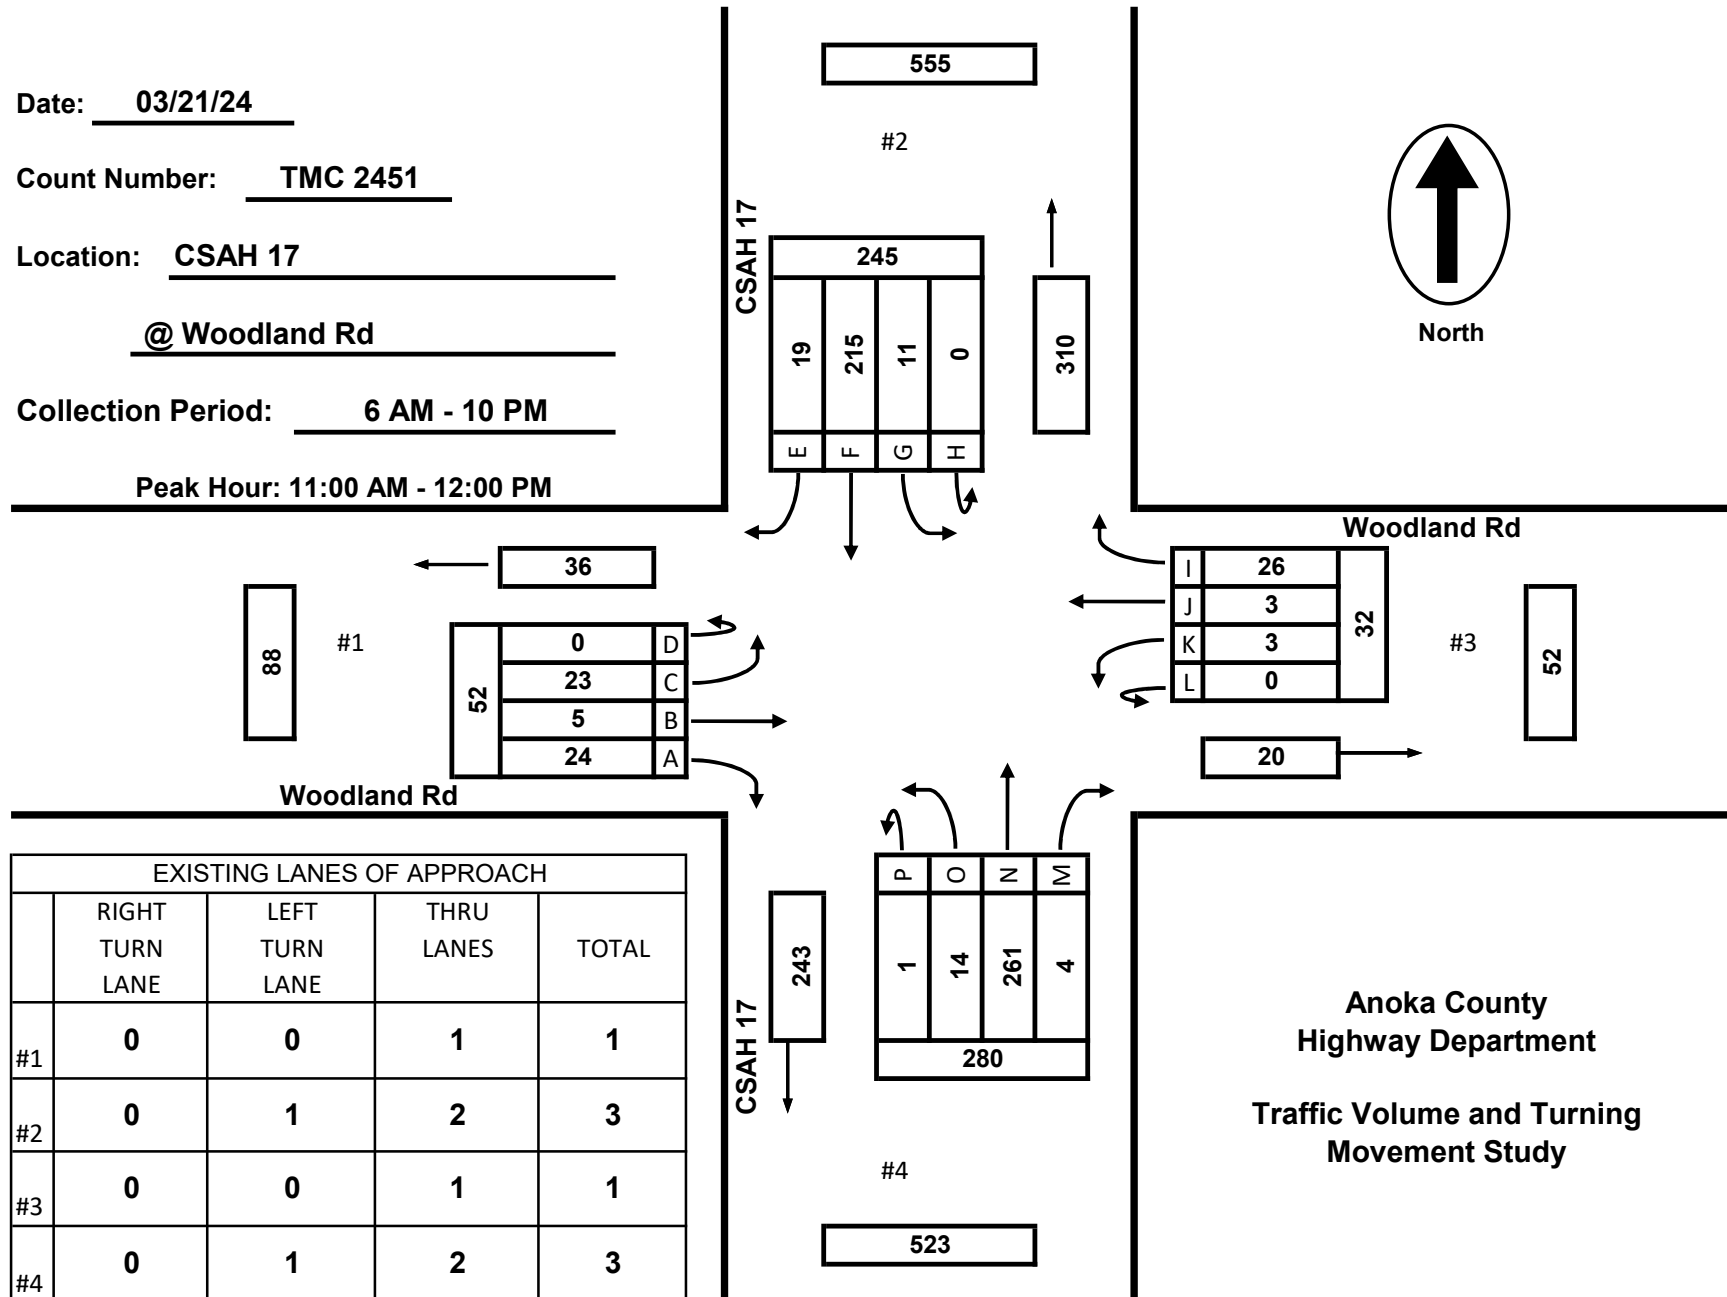 Date: 03/21/24
Count Number: TMC 2451
Location: CSAH 17
@ Woodland Rd
Collection Period: 6 AM - 10 PM
Peak Hour: 11:00 AM - 12:00 PM
555
#2
CSAH 17
245
19 215 11 0
E F G H
310
North
Woodland Rd
36
88
#1
52
0 D
23 C
5 B
24 A
Woodland Rd
I 26
J 3
K 3
L 0
32
#3
52
20
P O N M
1 14 261 4
280
243
CSAH 17
#4
523
EXISTING LANES OF APPROACH
RIGHT TURN LANE
LEFT TURN LANE
THRU LANES
TOTAL
#1 0 0 1 1
#2 0 1 2 3
#3 0 0 1 1
#4 0 1 2 3
Anoka County
Highway Department
Traffic Volume and Turning
Movement Study